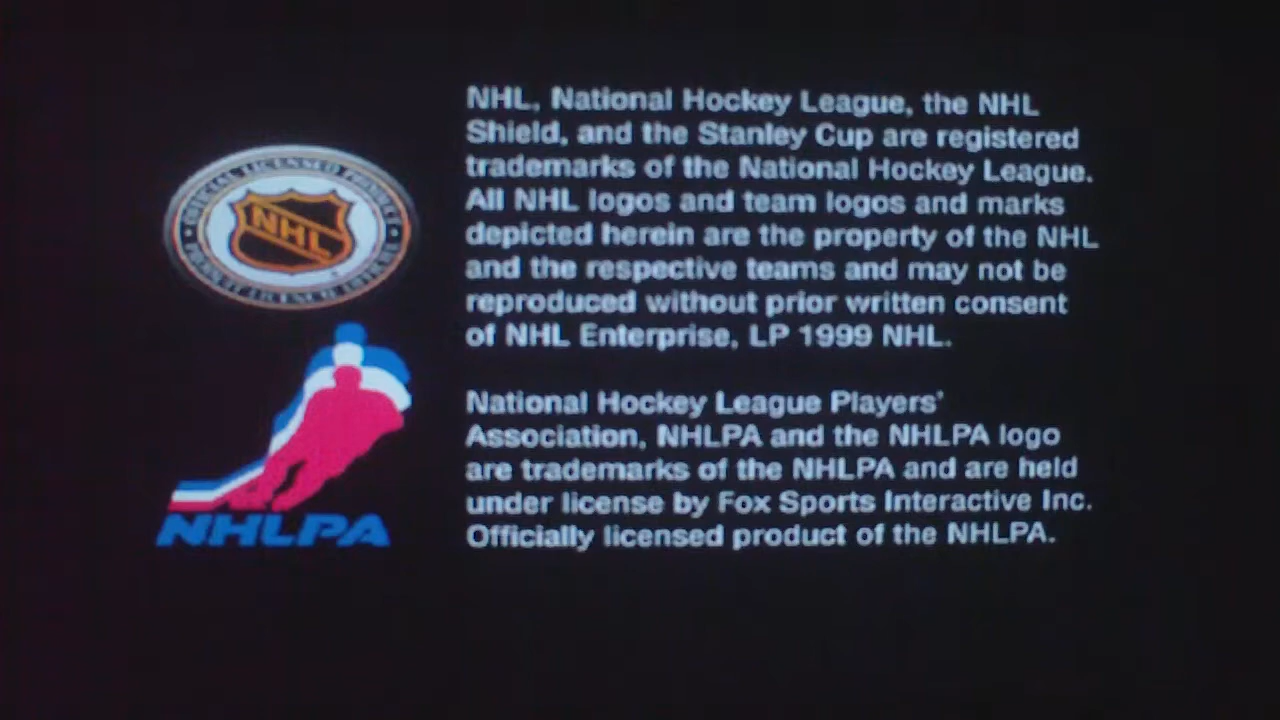 OFFICIAL LICENSED PRODUCT
NHL
NHLPA
NHL, National Hockey League, the NHL
Shield, and the Stanley Cup are registered
trademarks of the National Hockey League.
All NHL logos and team logos and marks
depicted herein are the property of the NHL
and the respective teams and may not be
reproduced without prior written consent
of NHL Enterprise, LP 1999 NHL.
National Hockey League Players'
Association, NHLPA and the NHLPA logo
are trademarks of the NHLPA and are held
under license by Fox Sports Interactive Inc.
Officially licensed product of the NHLPA.